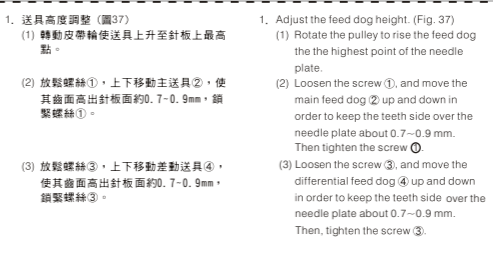 1. 送具高度調整（圖37）
(1) 轉動皮帶輪使送具上升至針板上最高
點。
(2) 放鬆螺絲①，上下移動主送具②，使
其齒面高出針板面約0.7-0.9mm，鎖
緊螺絲①。
(3) 放鬆螺絲③，上下移動差動送具④，
使其齒面高出針板面約0.7-0.9mm，
鎖緊螺絲③。
1. Adjust the feed dog height. (Fig. 37)
(1) Rotate the pulley to rise the feed dog
the the highest point of the needle
plate.
(2) Loosen the screw ①, and move the
main feed dog ② up and down in
order to keep the teeth side over the
needle plate about 0.7~0.9 mm.
Then tighten the screw ①.
(3) Loosen the screw ③, and move the
differential feed dog ④ up and down
in order to keep the teeth side over the
needle plate about 0.7~0.9 mm.
Then, tighten the screw ③.